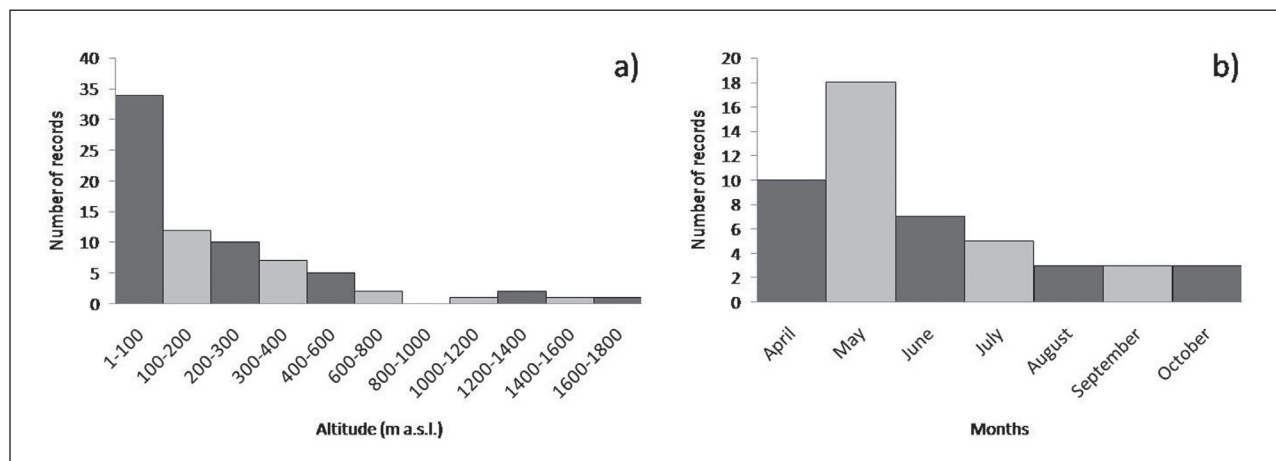 a)
Number of records
40
35
30
25
20
15
10
5
0
1-100
100-200
200-300
300-400
400-600
600-800
800-1000
1000-1200
1200-1400
1400-1600
1600-1800
Altitude (m a.s.l.)
b)
Number of records
20
18
16
14
12
10
8
6
4
2
0
April
May
June
July
August
September
October
Months